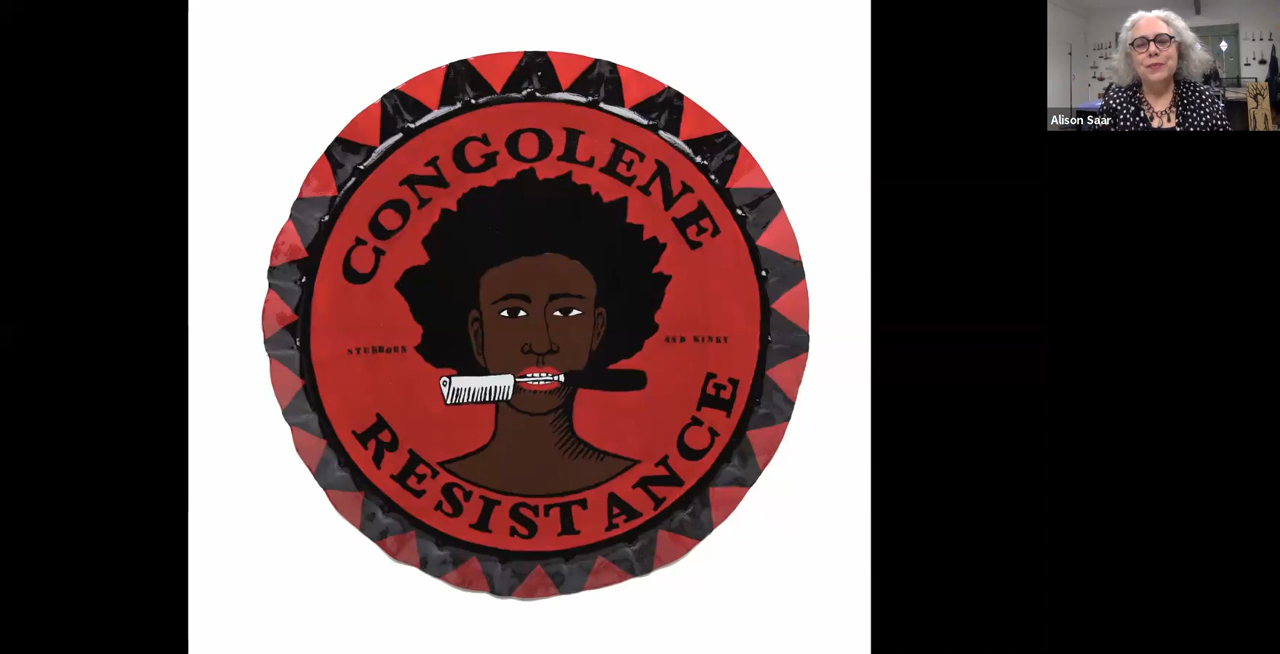 Alison Saar
CONGOLENE
STUBBORN
AND KINKY
RESISTANCE